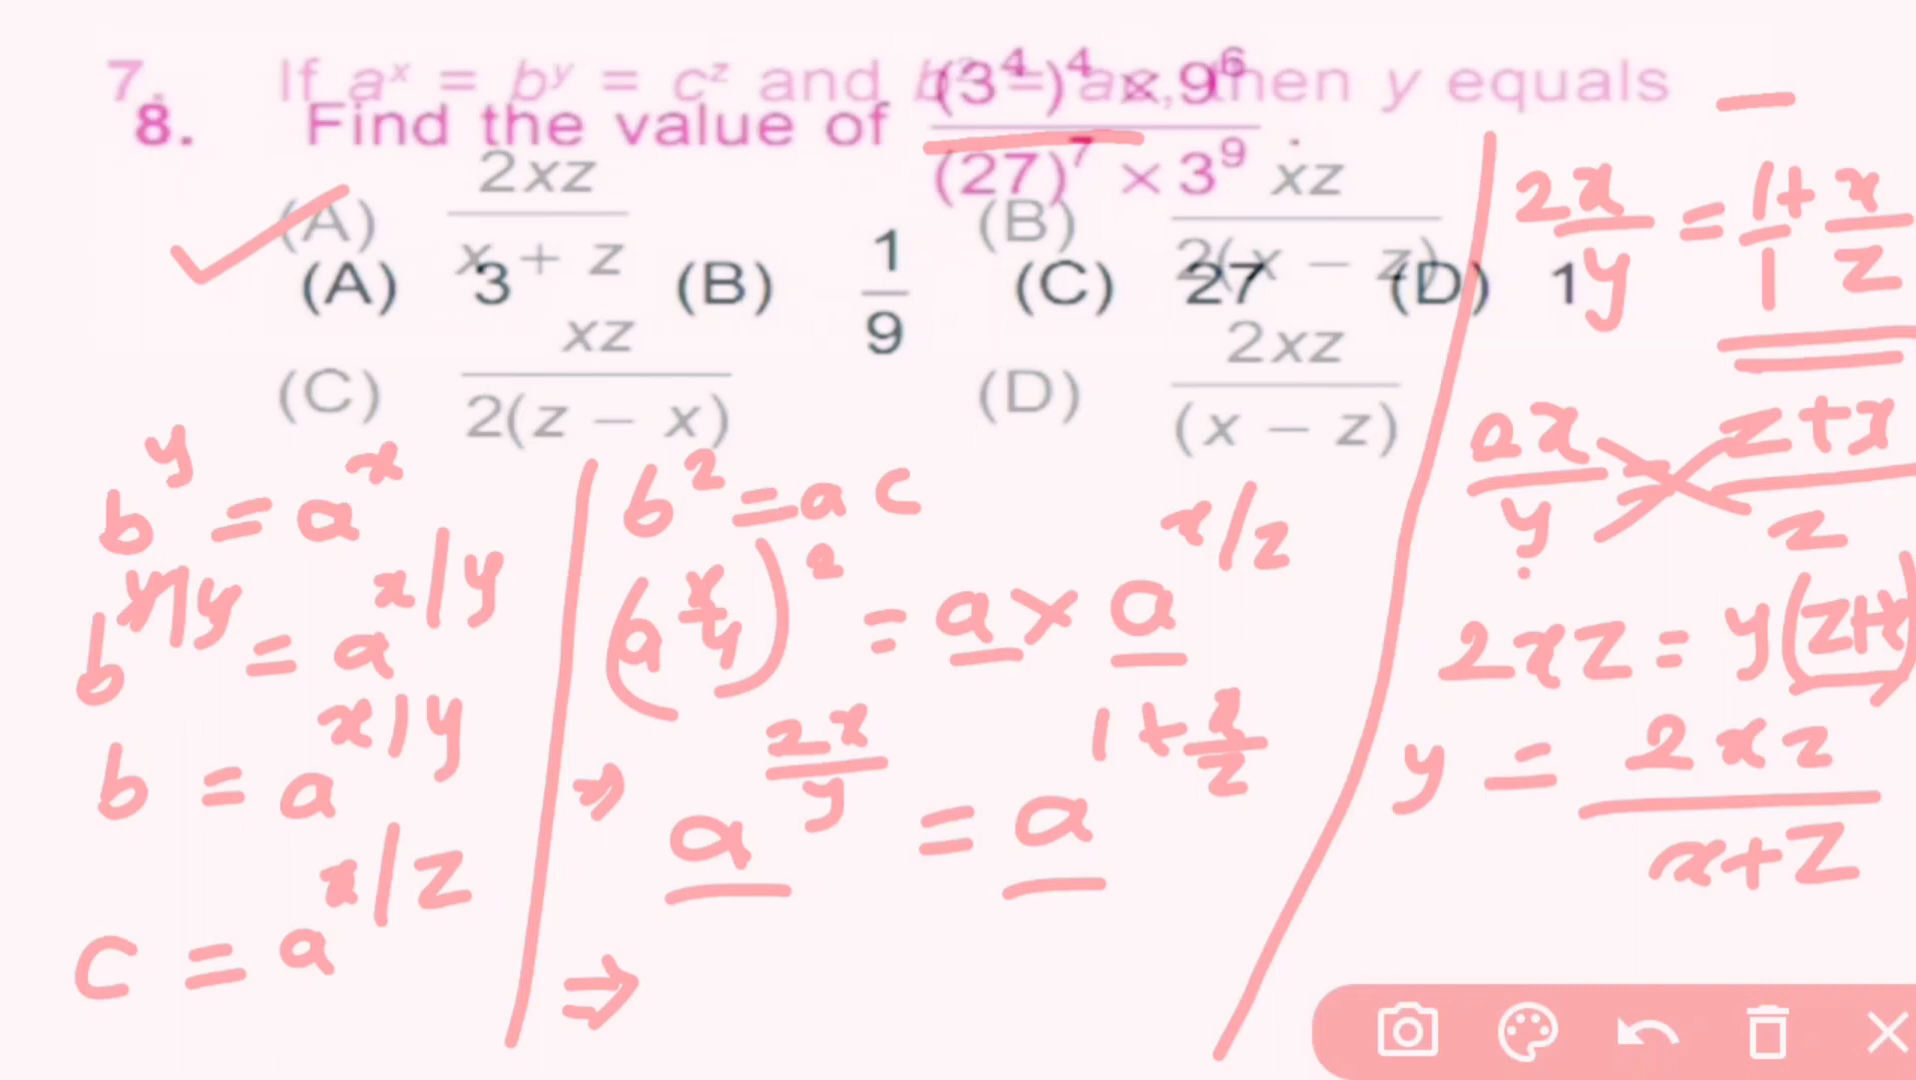 7. If aˣ = bʸ = cᶻ and b² = ac, then y equals
8. Find the value of (3⁴)⁴ × 9⁶ / (27)⁷ × 3⁹ .
(A) 2xz / x + z (B) xz / 2(x − z)
(A) 3 (B) 1/9 (C) 27 (D) 1
(C) xz / 2(z − x) (D) 2xz / (x − z)
b^y = a^x
b^y/y = a^x/y
b = a^x/y
c = a^x/z
b² = ac
(a^x/y)² = a × a^x/z
⇒ a^2x/y = a^1+x/z
⇒
2x/y = 1/1 + x/z
2x/y = z+x/z
2xz = y(z+x)
y = 2xz / x+z